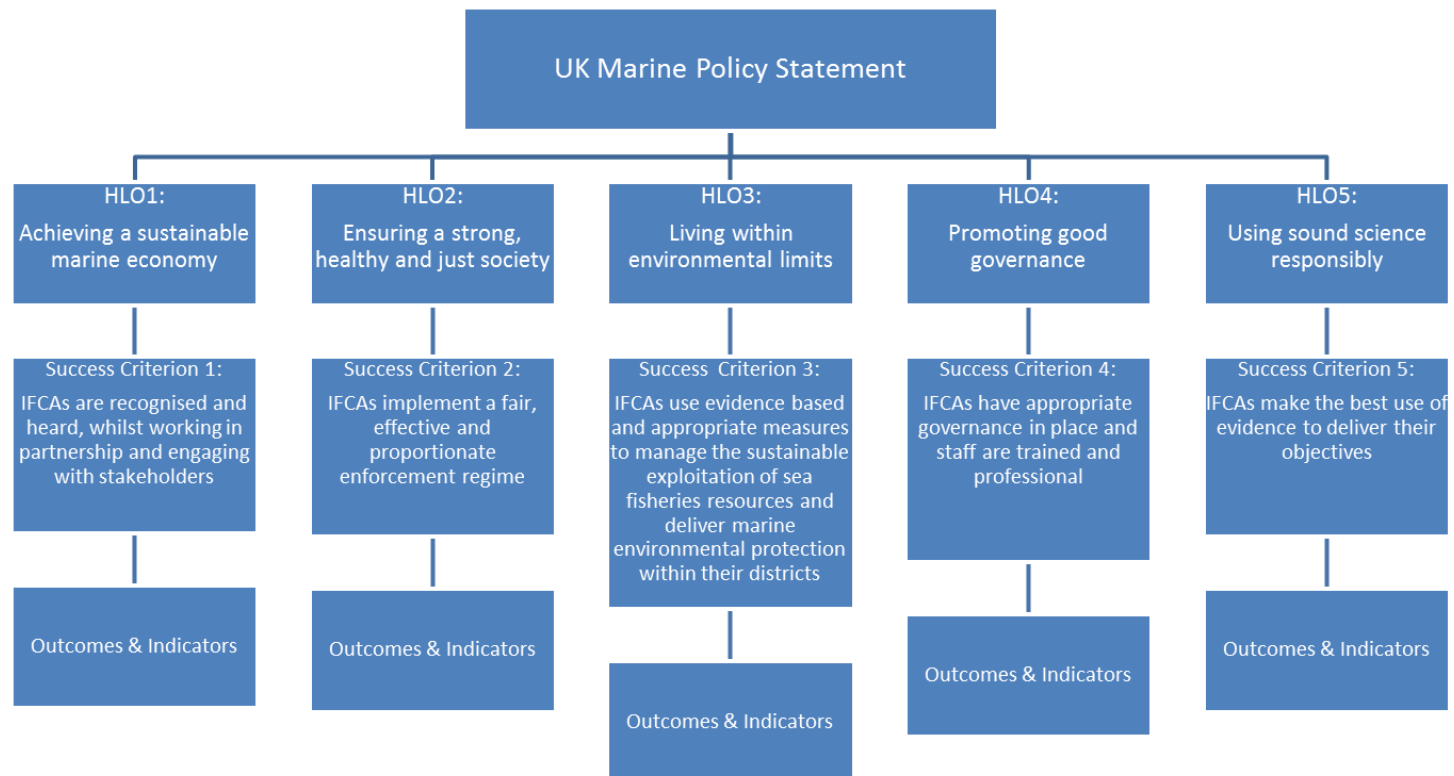 UK Marine Policy Statement
HLO1:
Achieving a sustainable
marine economy
HLO2:
Ensuring a strong,
healthy and just society
HLO3:
Living within
environmental limits
HLO4:
Promoting good
governance
HLO5:
Using sound science
responsibly
Success Criterion 1:
IFCAs are recognised and
heard, whilst working in
partnership and engaging
with stakeholders
Success Criterion 2:
IFCAs implement a fair,
effective and
proportionate
enforcement regime
Success Criterion 3:
IFCAs use evidence based
and appropriate measures
to manage the sustainable
exploitation of sea
fisheries resources and
deliver marine
environmental protection
within their districts
Success Criterion 4:
IFCAs have appropriate
governance in place and
staff are trained and
professional
Success Criterion 5:
IFCAs make the best use of
evidence to deliver their
objectives
Outcomes & Indicators
Outcomes & Indicators
Outcomes & Indicators
Outcomes & Indicators
Outcomes & Indicators